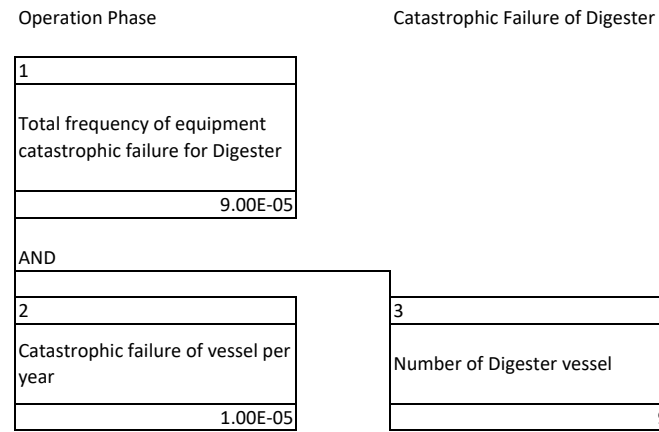 Operation Phase
Catastrophic Failure of Digester
1
Total frequency of equipment
catastrophic failure for Digester
9.00E-05
AND
2
3
Catastrophic failure of vessel per
year
Number of Digester vessel
1.00E-05